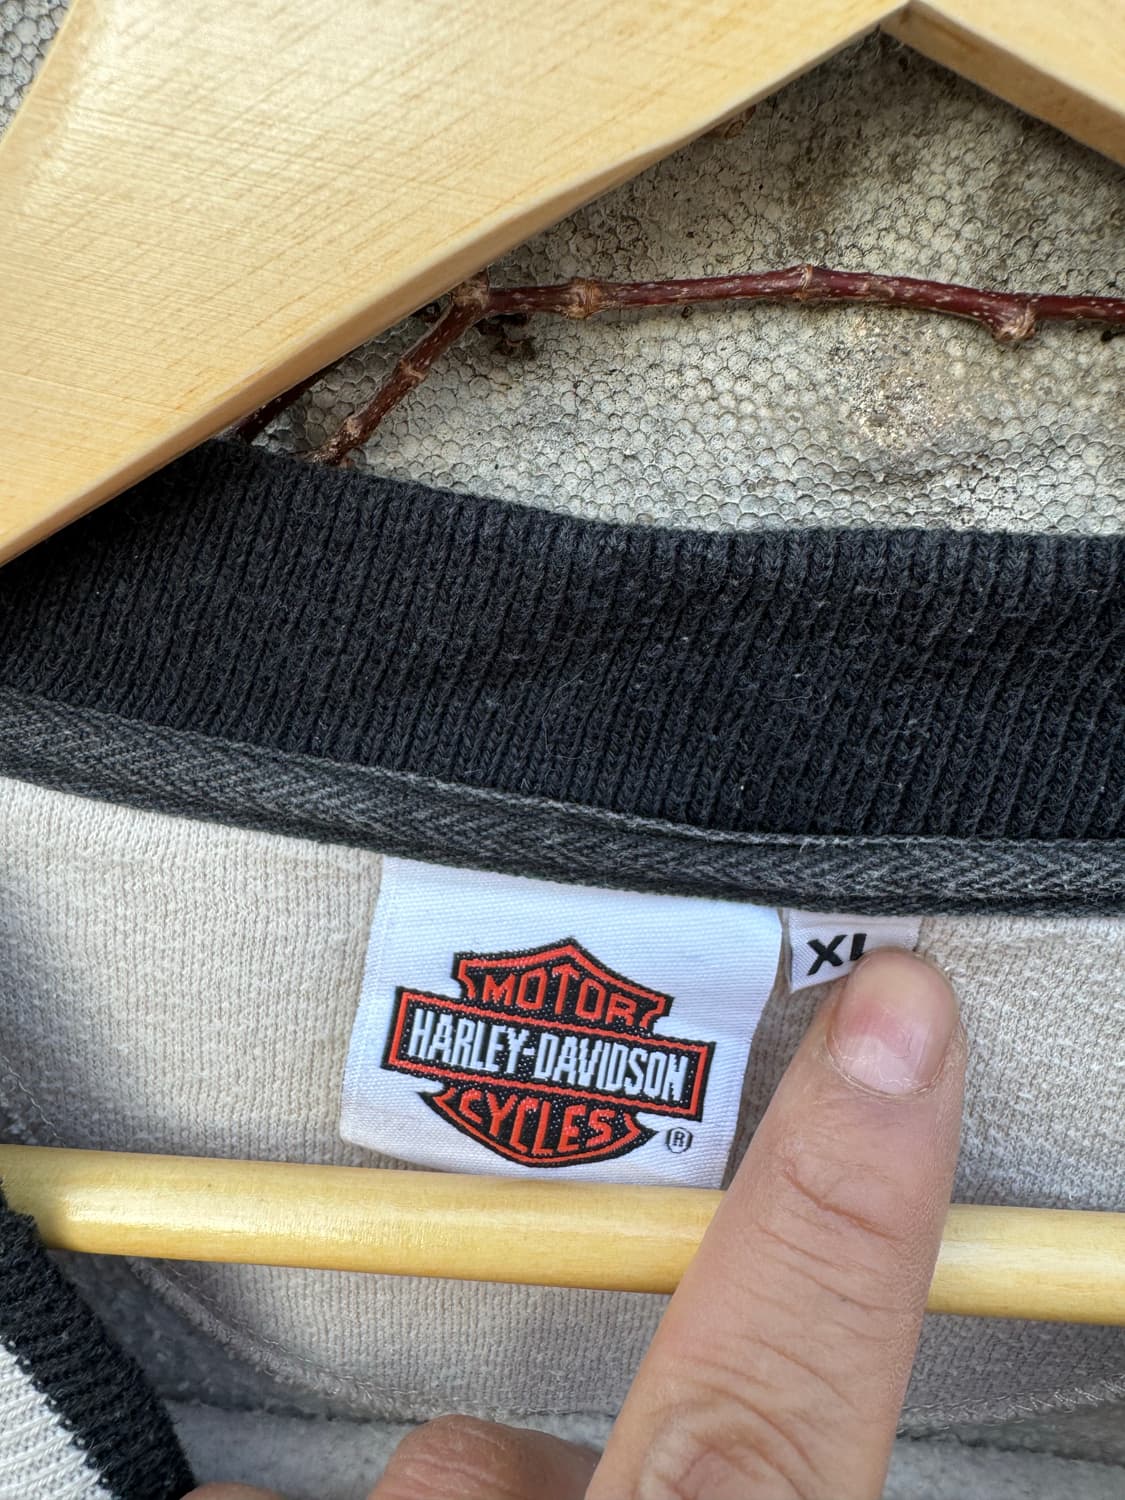 MOTOR
HARLEY-DAVIDSON
CYCLES
®
XL